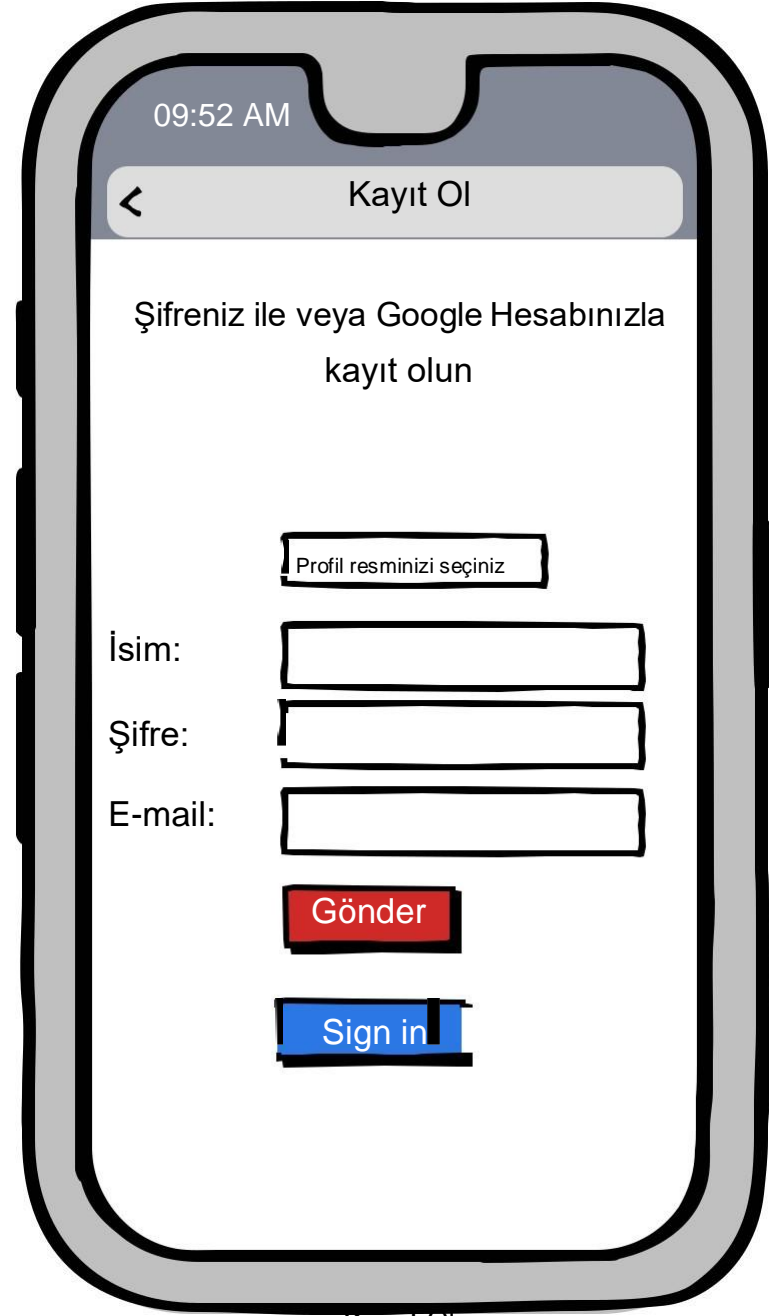 09:52 AM
Kayıt Ol
Şifreniz ile veya Google Hesabınızla
kayıt olun
Profil resminizi seçiniz
İsim:
Şifre:
E-mail:
Gönder
Sign in